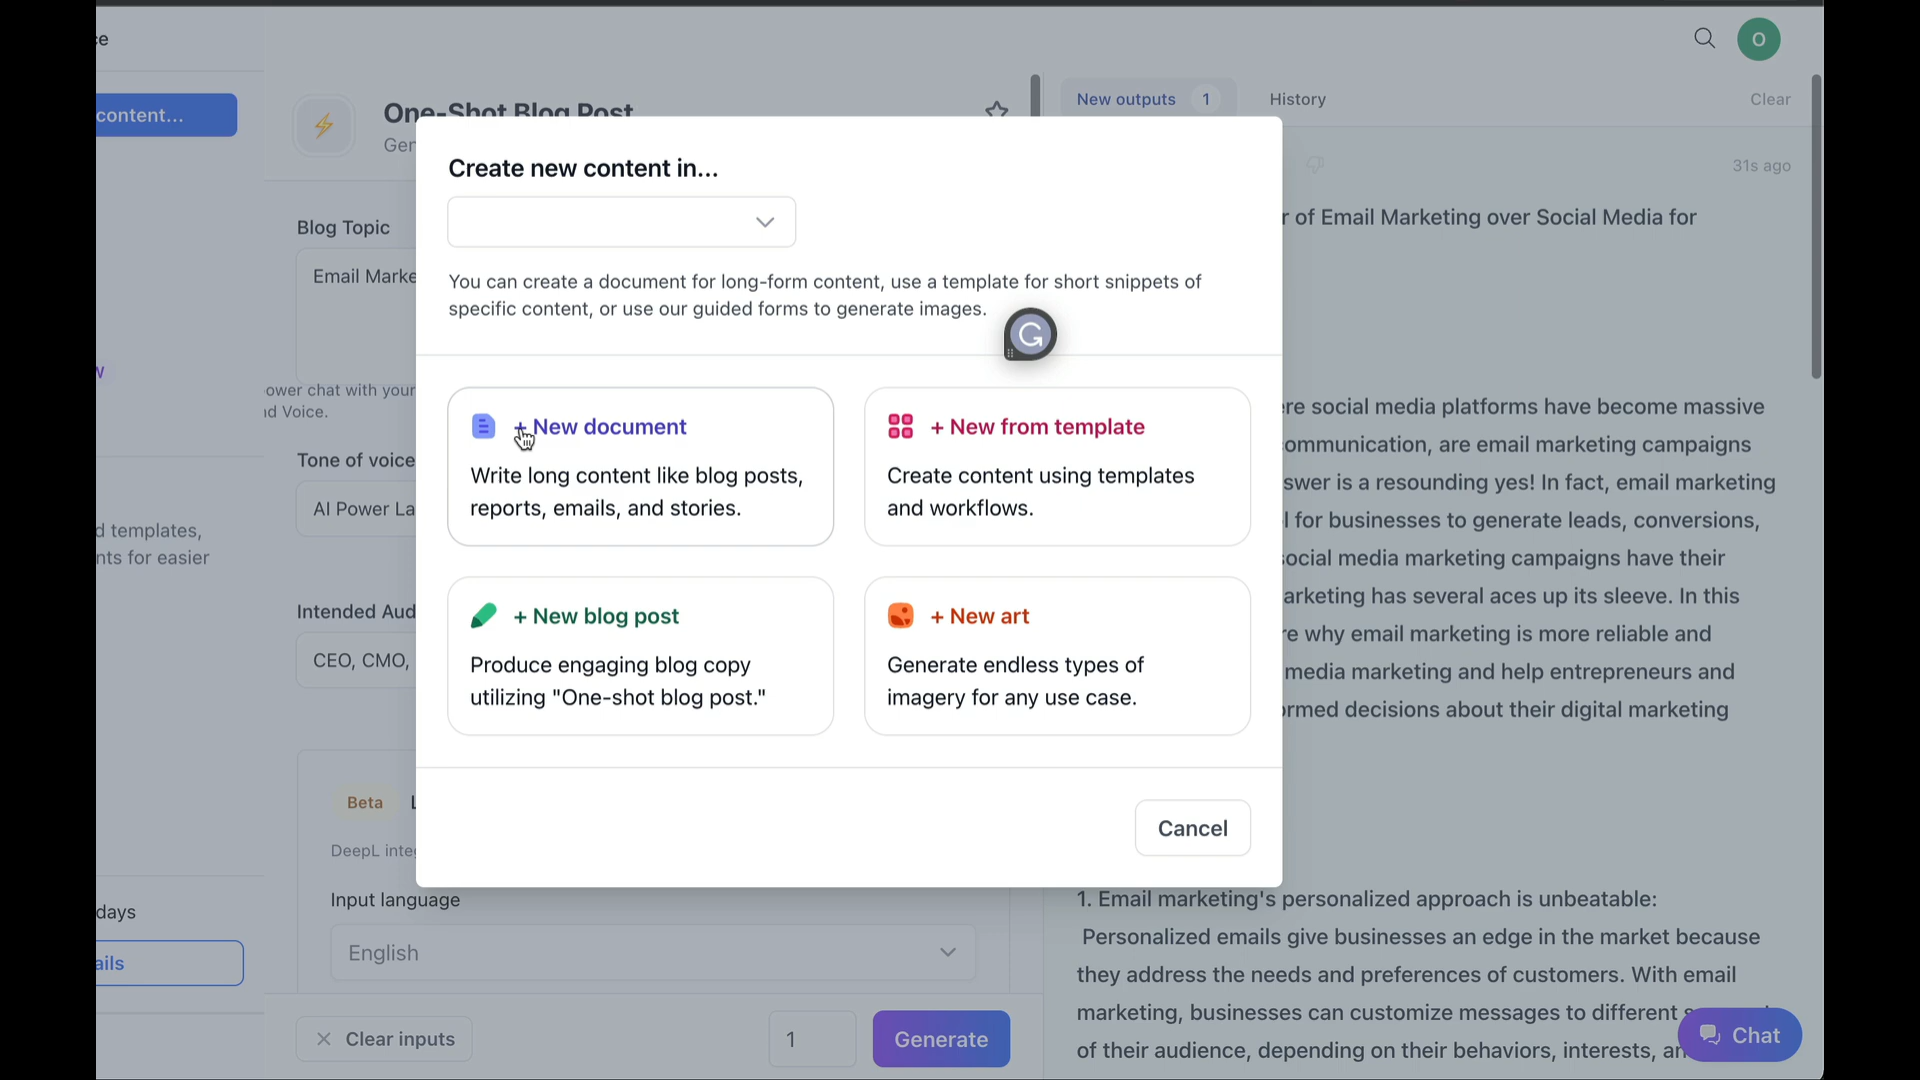 ce
content...
days
ails
W
d templates,
nts for easier
One-Shot Blog Post
Gen
Blog Topic
Email Marke
ower chat with your
nd Voice.
Tone of voice
AI Power La
Intended Aud
CEO, CMO,
Beta
DeepL inte
Input language
English
Clear inputs
1
Generate
Create new content in...
You can create a document for long-form content, use a template for short snippets of
specific content, or use our guided forms to generate images.
+ New document
Write long content like blog posts,
reports, emails, and stories.
+ New from template
Create content using templates
and workflows.
+ New blog post
Produce engaging blog copy
utilizing "One-shot blog post."
+ New art
Generate endless types of
imagery for any use case.
Cancel
O
New outputs 1
History
Clear
31s ago
r of Email Marketing over Social Media for
re social media platforms have become massive
ommunication, are email marketing campaigns
swer is a resounding yes! In fact, email marketing
l for businesses to generate leads, conversions,
ocial media marketing campaigns have their
arketing has several aces up its sleeve. In this
e why email marketing is more reliable and
media marketing and help entrepreneurs and
rmed decisions about their digital marketing
1. Email marketing's personalized approach is unbeatable:
Personalized emails give businesses an edge in the market because
they address the needs and preferences of customers. With email
marketing, businesses can customize messages to different
of their audience, depending on their behaviors, interests, an
Chat